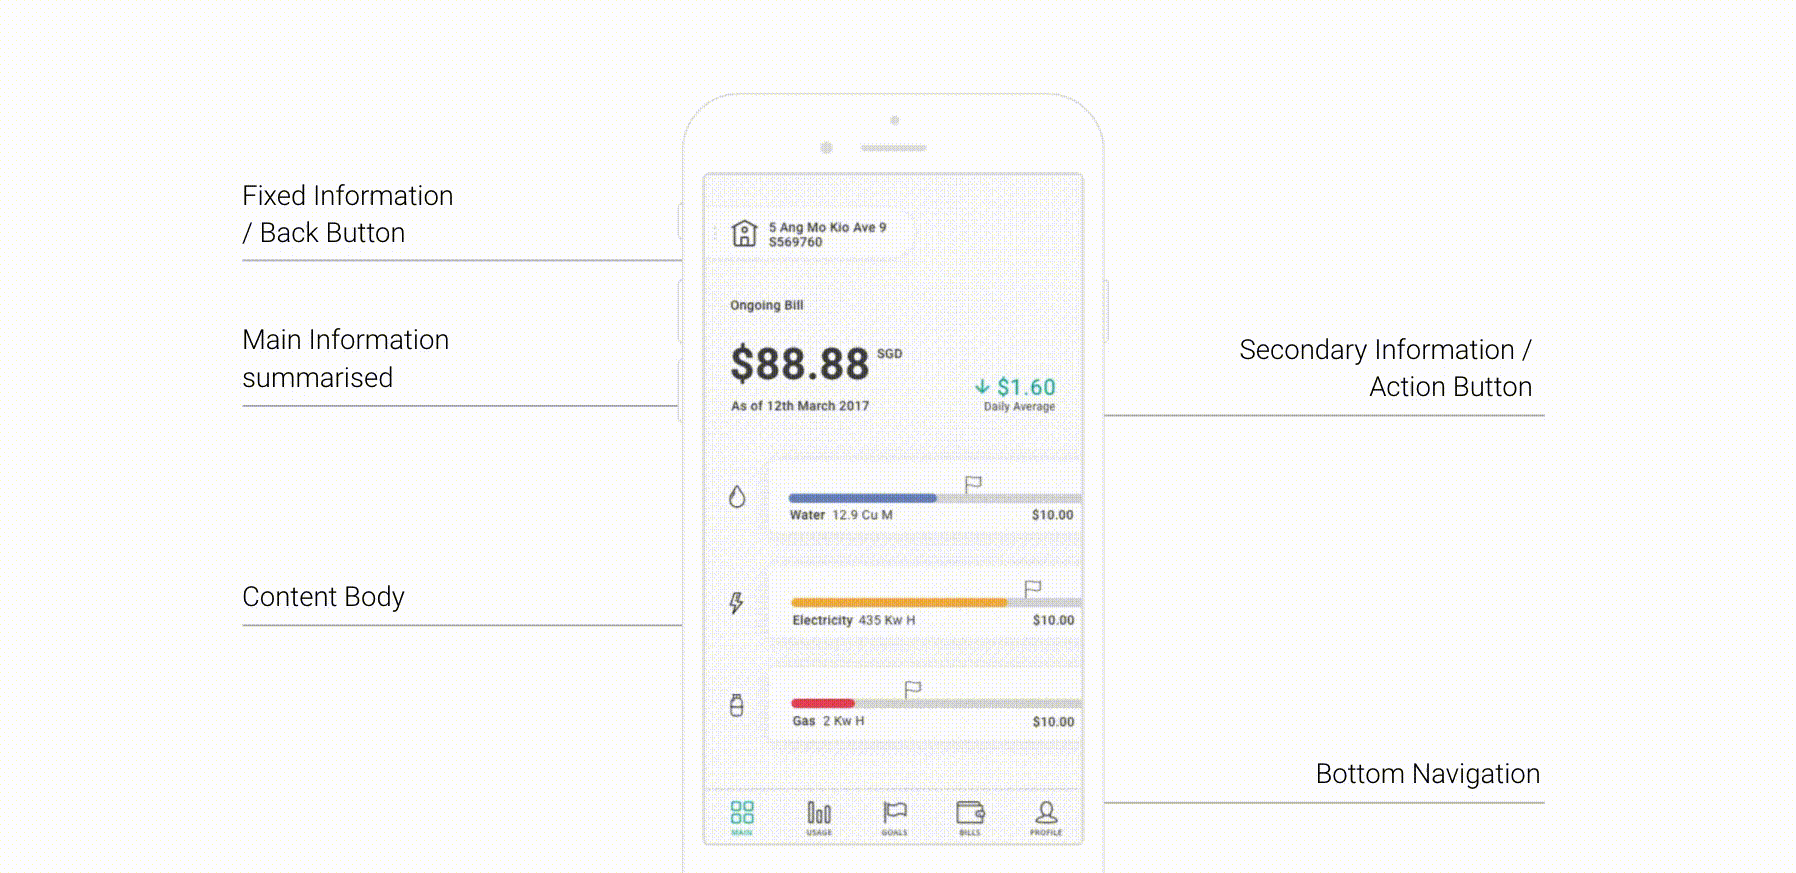 Fixed Information
/ Back Button
Main Information
summarised
Content Body
5 Ang Mo Kio Ave 9
S569760
Ongoing Bill
$88.88 SGD
As of 12th March 2017
↓ $1.60
Daily Average
Water 12.9 Cu M $10.00
Electricity 435 Kw H $10.00
Gas 2 Kw H $10.00
MAIN USAGE GOALS BILLS PROFILE
Secondary Information /
Action Button
Bottom Navigation